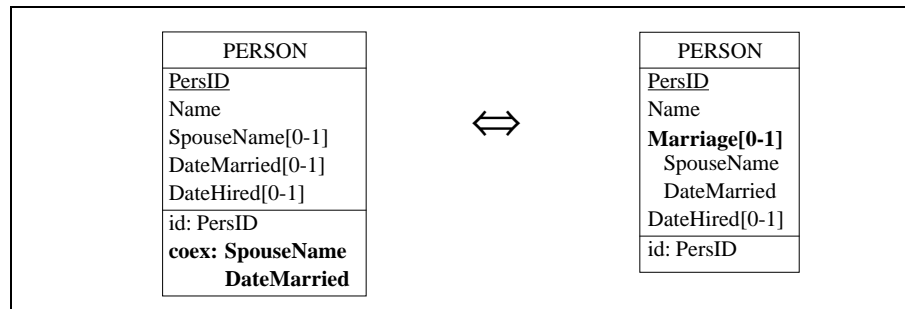 PERSON
PersID
Name
SpouseName[0-1]
DateMarried[0-1]
DateHired[0-1]
id: PersID
coex: SpouseName
DateMarried
⇔
PERSON
PersID
Name
Marriage[0-1]
SpouseName
DateMarried
DateHired[0-1]
id: PersID